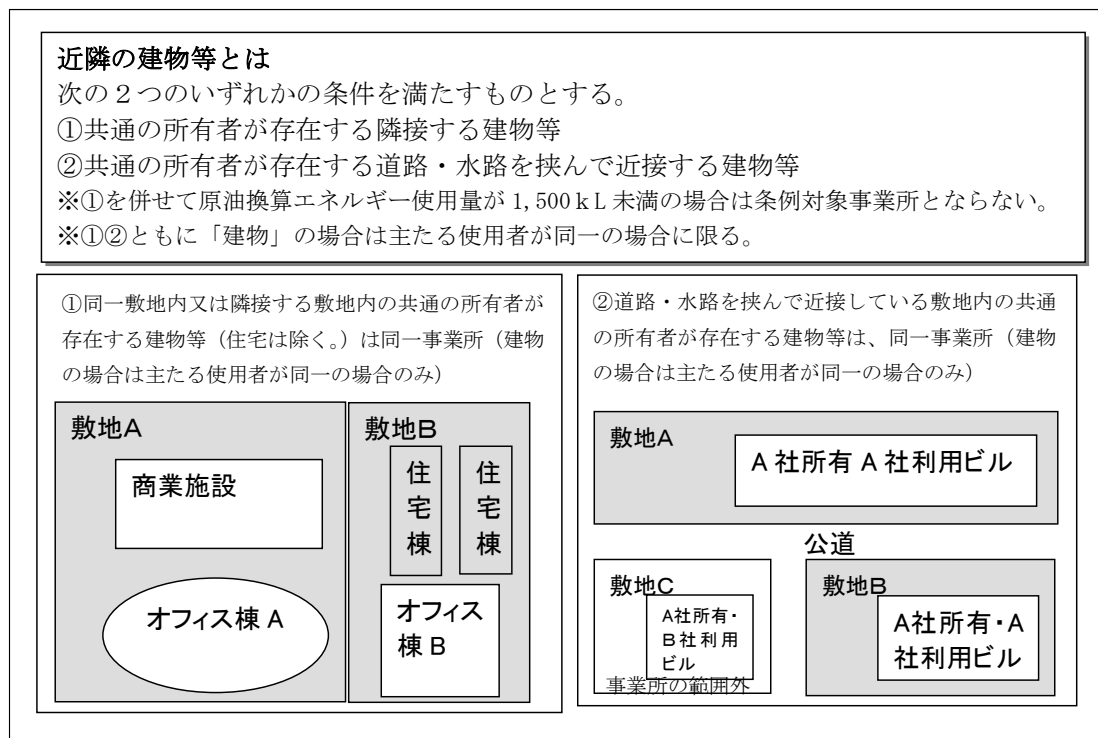 近隣の建物等とは
次の2つのいずれかの条件を満たすものとする。
①共通の所有者が存在する隣接する建物等
②共通の所有者が存在する道路・水路を挟んで近接する建物等
※①を併せて原油換算エネルギー使用量が 1,500ｋL 未満の場合は条例対象事業所とならない。
※①②ともに「建物」の場合は主たる使用者が同一の場合に限る。
①同一敷地内又は隣接する敷地内の共通の所有者が
存在する建物等（住宅は除く。）は同一事業所（建物
の場合は主たる使用者が同一の場合のみ）
敷地A
商業施設
オフィス棟 A
敷地B
住宅棟
住宅棟
オフィス
棟 B
②道路・水路を挟んで近接している敷地内の共通
の所有者が存在する建物等は、同一事業所（建物
の場合は主たる使用者が同一の場合のみ）
敷地A
A 社所有 A 社利用ビル
公道
敷地C
A社所有・
B 社利用
ビル
事業所の範囲外
敷地B
A社所有・A
社利用ビル